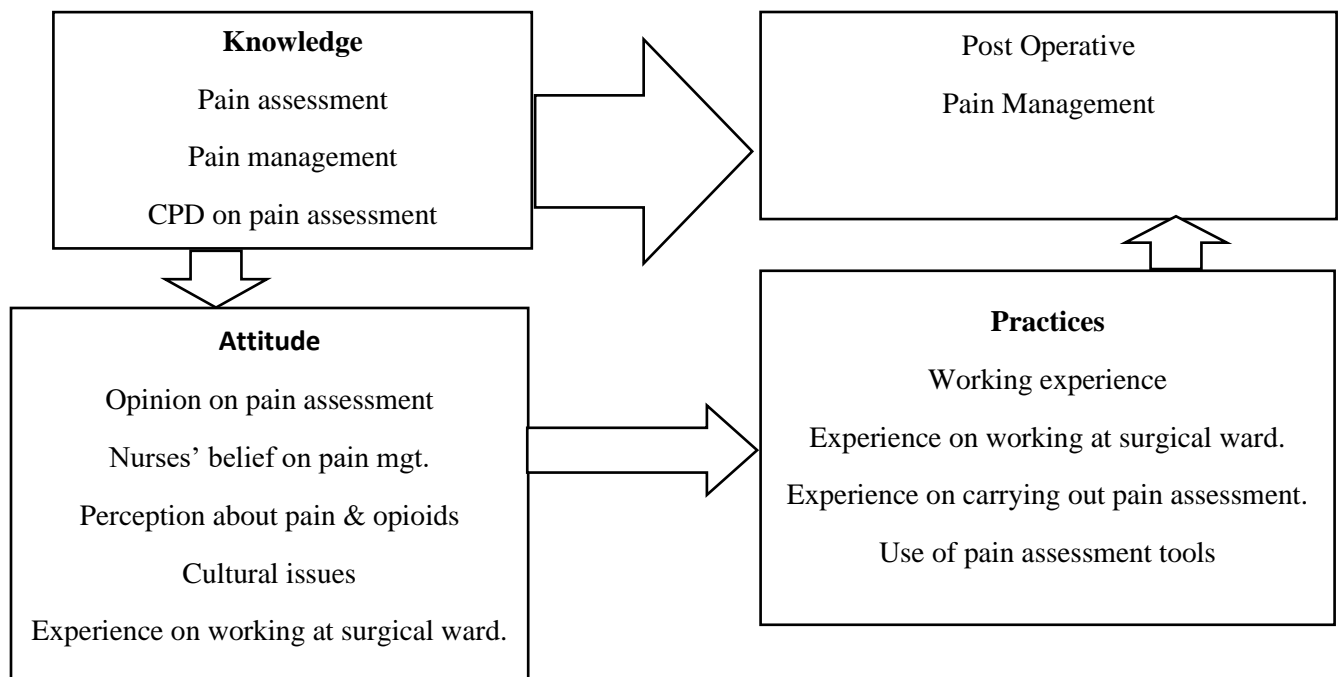 Knowledge
Pain assessment
Pain management
CPD on pain assessment
Post Operative
Pain Management
Attitude
Opinion on pain assessment
Nurses’ belief on pain mgt.
Perception about pain & opioids
Cultural issues
Experience on working at surgical ward.
Practices
Working experience
Experience on working at surgical ward.
Experience on carrying out pain assessment.
Use of pain assessment tools